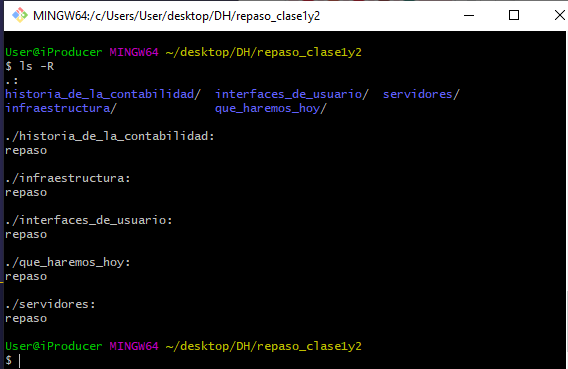 MINGW64:/c/Users/User/desktop/DH/repaso_clase1y2
User@iProducer MINGW64 ~/desktop/DH/repaso_clase1y2
$ ls -R
.:
historia_de_la_contabilidad/  interfaces_de_usuario/  servidores/
infraestructura/              que_haremos_hoy/

./historia_de_la_contabilidad:
repaso

./infraestructura:
repaso

./interfaces_de_usuario:
repaso

./que_haremos_hoy:
repaso

./servidores:
repaso

User@iProducer MINGW64 ~/desktop/DH/repaso_clase1y2
$